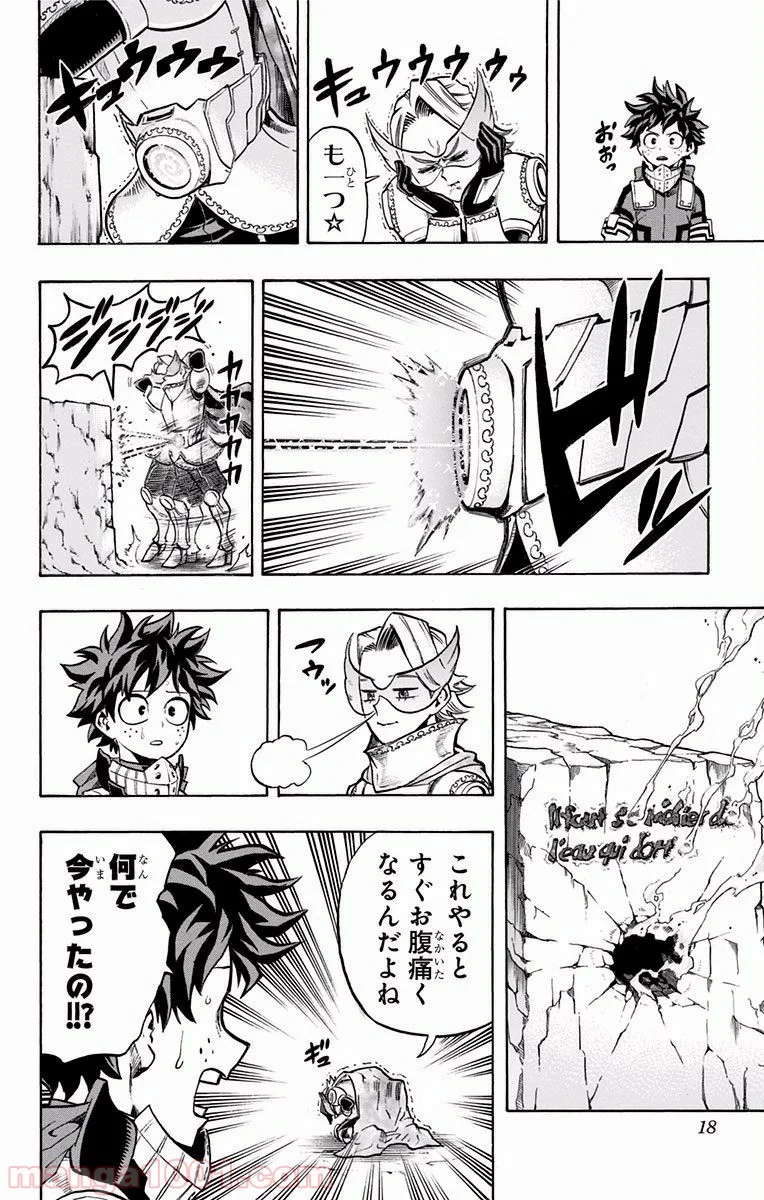 おおっ
キュウウウウゥゥ
も一つ☆
キュウウウ
ビッ
ジジジジッ
カカカカカ
Il faut se méfier de
l'eau qui dort
フゥッ
これやると
すぐお腹痛く
なるんだよね
ギュ
何で
今やったの!!?
18